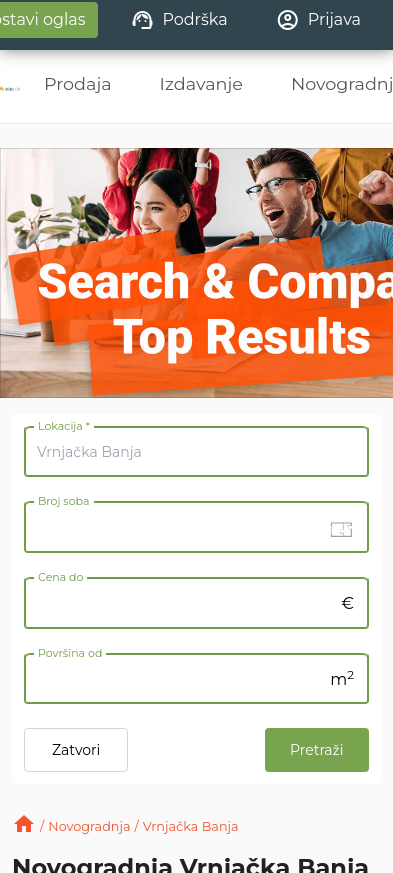 stavi oglas Podrška Prijava
Prodaja Izdavanje Novogradnj
Search & Compa
Top Results
Lokacija *
Vrnjačka Banja
Broj soba
Cena do
€
Površina od
m²
Zatvori Pretraži
/ Novogradnja / Vrnjačka Banja
Novogradnja Vrnjačka Banja